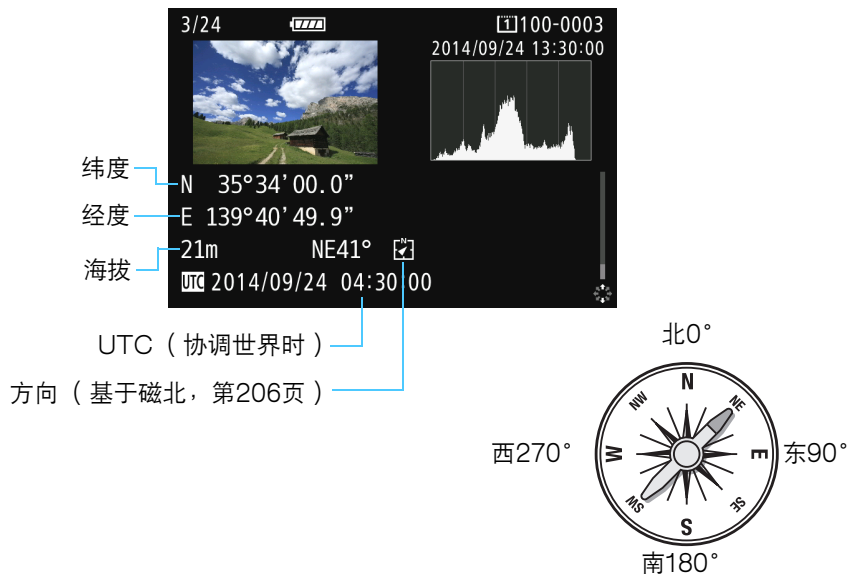 3/24
1 100-0003
2014/09/24 13:30:00
纬度
N 35°34'00.0"
经度
E 139°40'49.9"
海拔
21m NE41° N
UTC 2014/09/24 04:30:00
UTC（协调世界时）
方向（基于磁北，第206页）
北0°
N
NW
NE
西270°
W
E
东90°
SW
SE
S
南180°